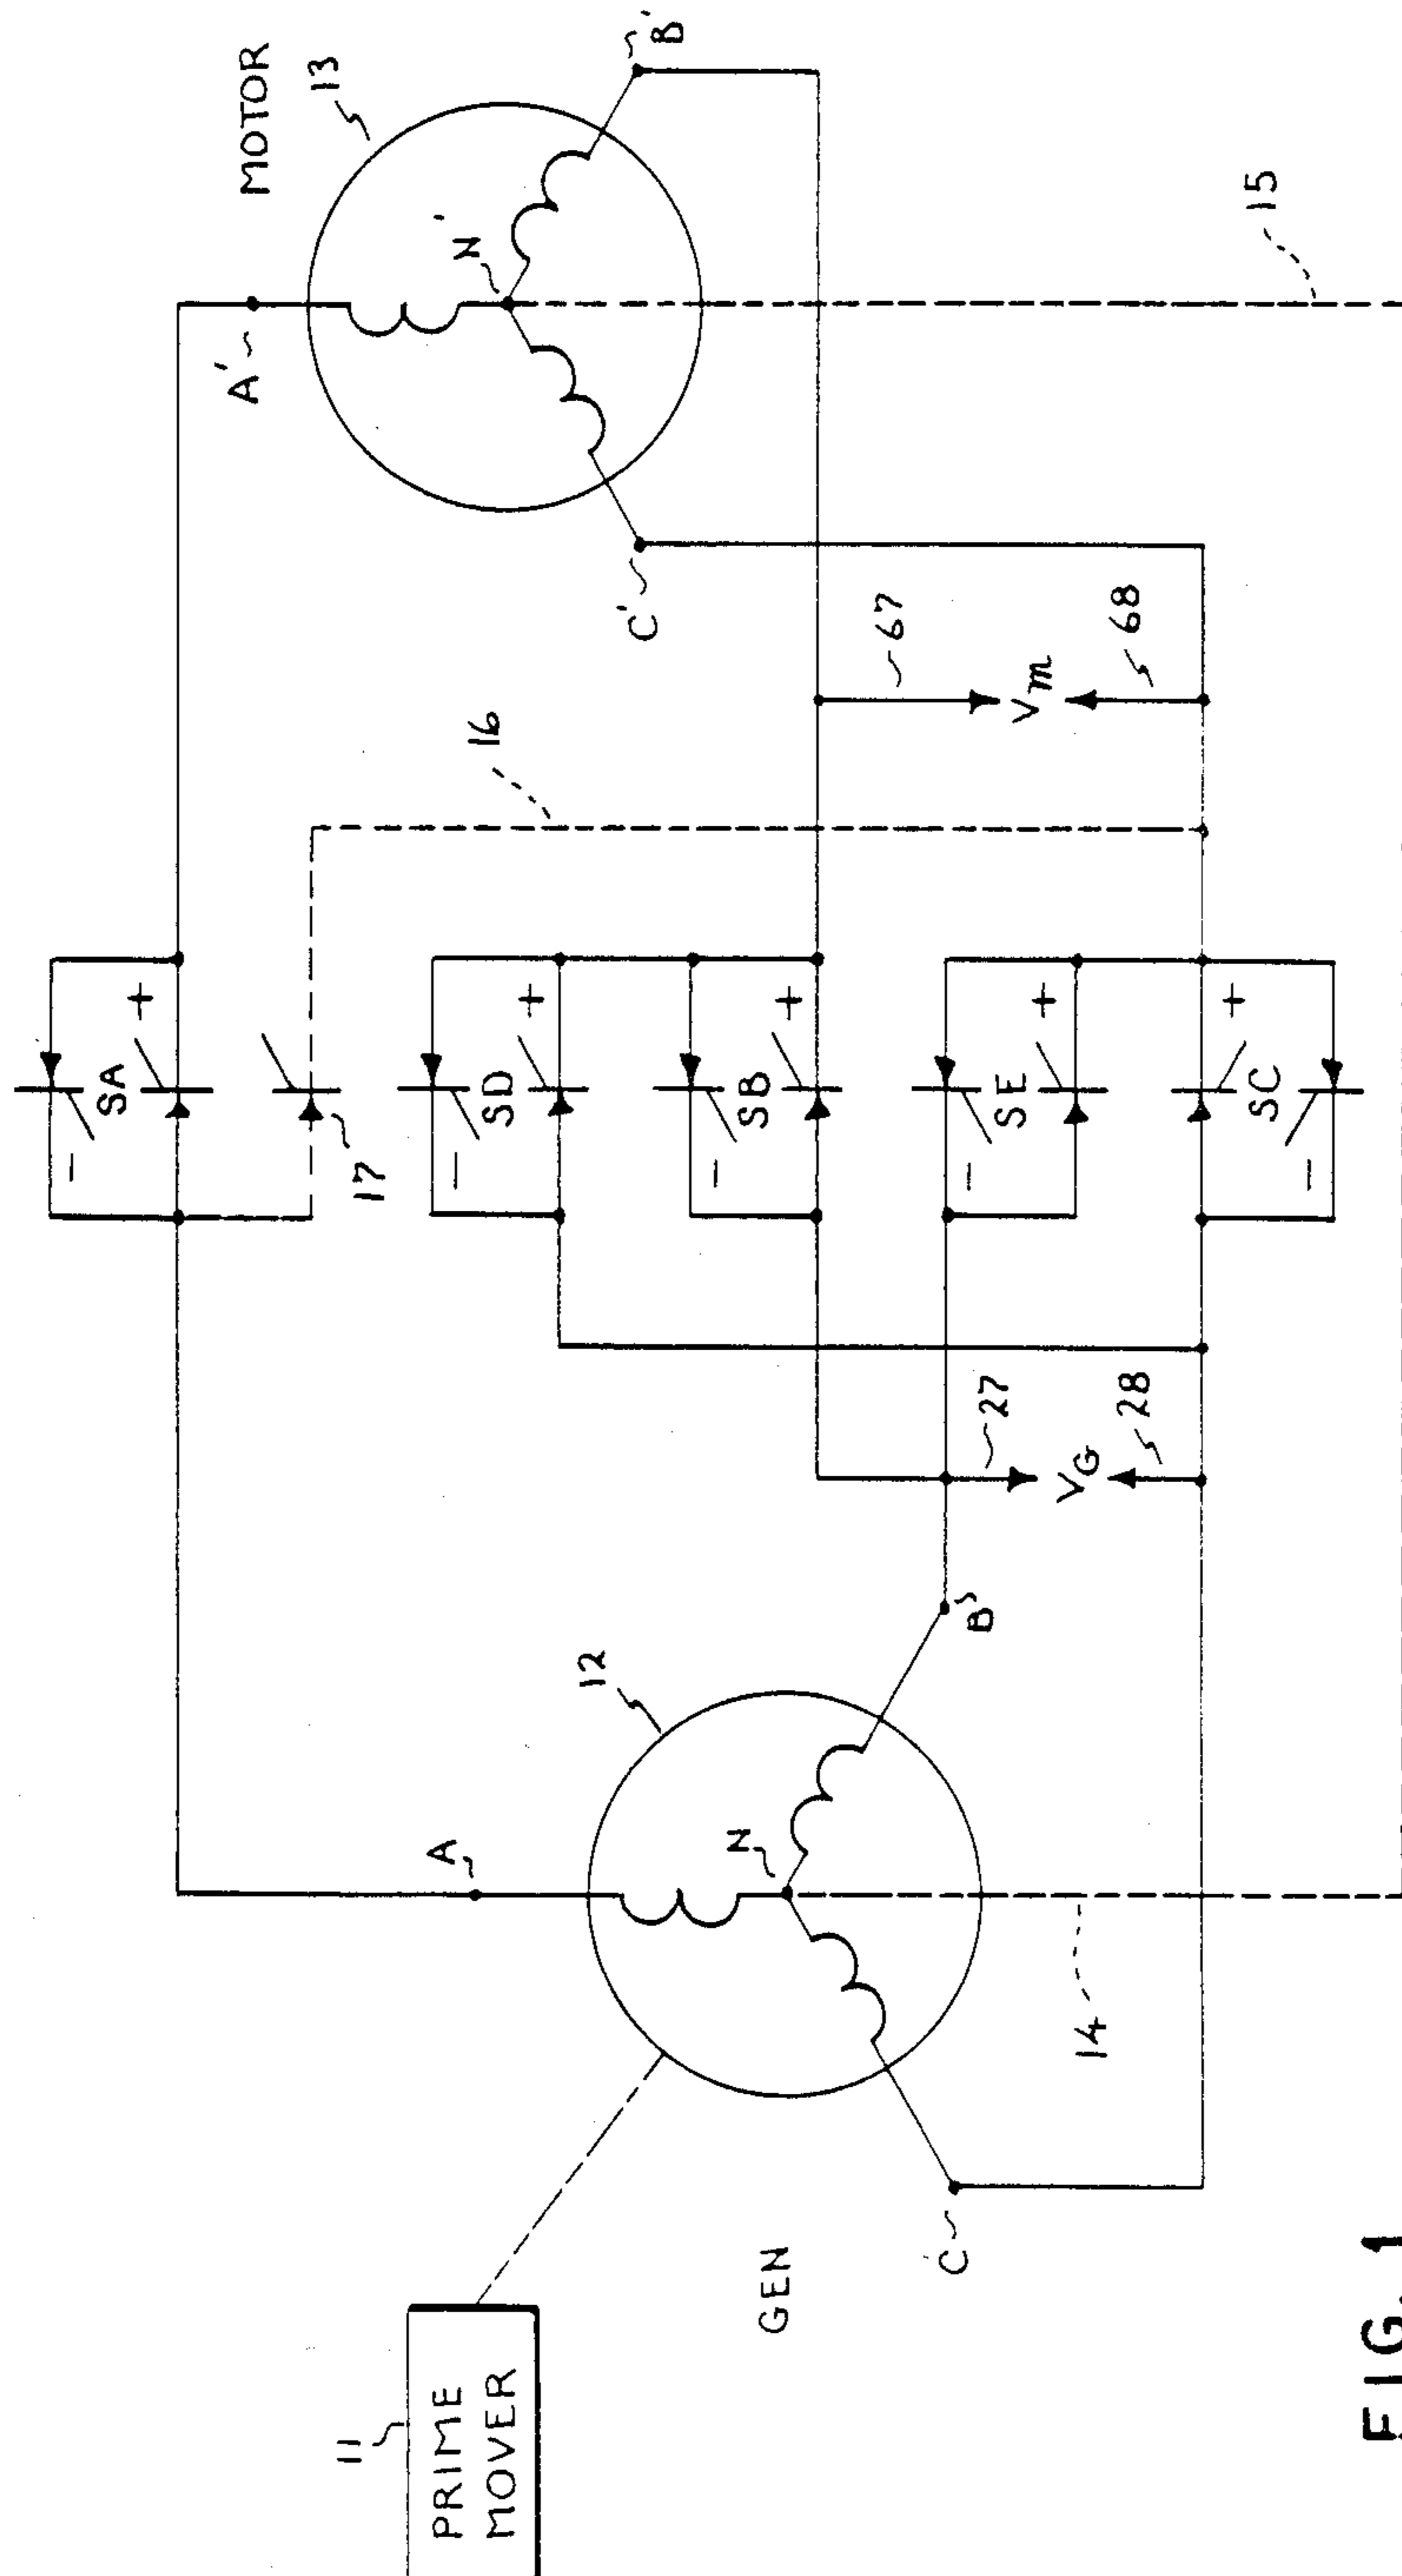 11
PRIME
MOVER
GEN
12
A
N
B
C
14
27
VG
28
SA
17
SD
SB
SE
SC
-
+
-
+
-
+
-
+
-
+
16
67
Vm
68
MOTOR
13
A'
N'
B'
C'
15
FIG. 1